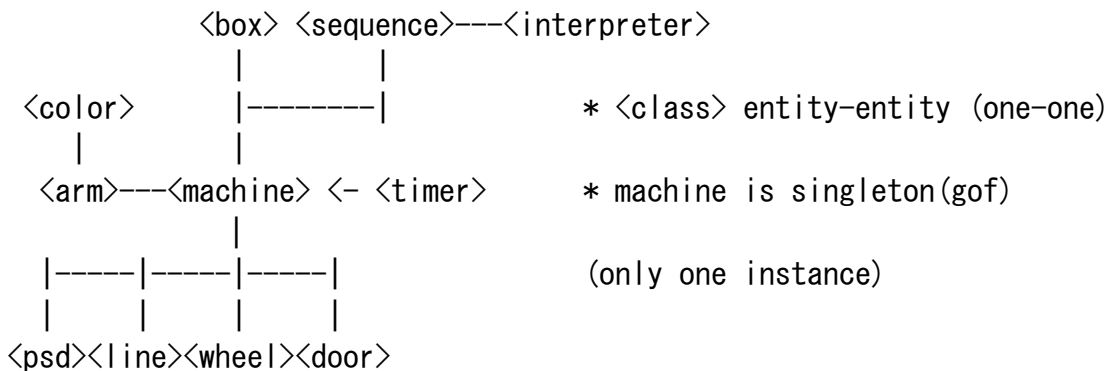 <box> <sequence>---<interpreter>
| |
<color> |--------| * <class> entity-entity (one-one)
| |
<arm>---<machine> <- <timer> * machine is singleton(gof)
|
|-----|-----|-----| (only one instance)
| | | |
<psd><line><wheel><door>